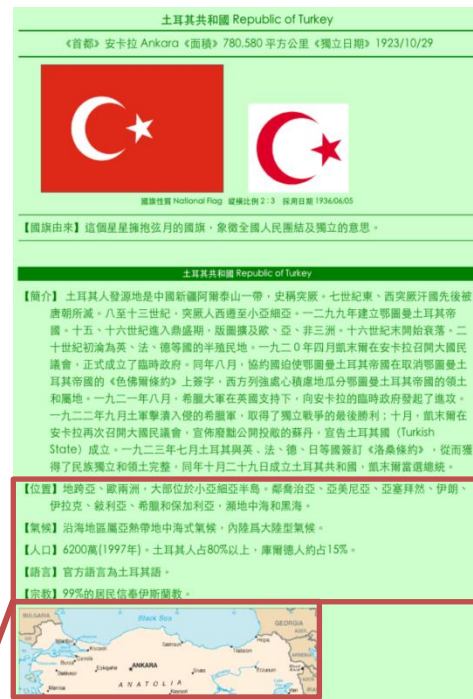 土耳其共和國 Republic of Turkey
《首都》安卡拉 Ankara《面積》780.580 平方公里《獨立日期》1923/10/29
國旗性質 National Flag 縱橫比例 2:3 採用日期 1936/06/05
【國旗由來】這個星星擁抱弦月的國旗,象徵全國人民團結及獨立的意思。
土耳其共和國 Republic of Turkey
【簡介】 土耳其人發源地是中國新疆阿爾泰山一帶,史稱突厥。七世紀東、西突厥汗國先後被
唐朝所滅。八至十三世紀,突厥人西遷至小亞細亞。一二九九年建立鄂圖曼土耳其帝
國。十五、十六世紀進入鼎盛期,版圖擴及歐、亞、非三洲。十六世紀末開始衰落。二
十世紀初淪為英、法、德等國的半殖民地。一九二0年四月凱末爾在安卡拉召開大國民
議會,正式成立了臨時政府。同年八月,協約國迫使鄂圖曼土耳其帝國在取消鄂圖曼土
耳其帝國的《色佛爾條約》上簽字,西方列強處心積慮地瓜分鄂圖曼土耳其帝國的領土
和屬地。一九二一年八月,希臘大軍在英國支持下,向安卡拉的臨時政府發起了進攻。
一九二二年九月土軍擊潰入侵的希臘軍,取得了獨立戰爭的最後勝利;十月,凱末爾在
安卡拉再次召開大國民議會,宣佈廢黜公開投敵的蘇丹,宣告土耳其國(Turkish
State)成立。一九二三年七月土耳其與英、法、德、日等國簽訂《洛桑條約》,從而獲
得了民族獨立和領土完整。同年十月二十九日成立土耳其共和國,凱末爾當選總統。
【位置】地跨亞、歐兩洲,大部位於小亞細亞半島。鄰喬治亞、亞美尼亞、亞塞拜然、伊朗、
伊拉克、敍利亞、希臘和保加利亞,瀕地中海和黑海。
【氣候】沿海地區屬亞熱帶地中海式氣候,內陸爲大陸型氣候。
【人口】6200萬(1997年)。土耳其人占80%以上,庫爾德人約占15%。
【語言】官方語言為土耳其語。
【宗教】99%的居民信奉伊斯蘭教。
BULGARIA
Black Sea
GEORGIA
Istanbul
Samsun
Bursa
ANKARA
Sivas
Erzurum
ANATOLIA
Manisa
Kayseri
Van